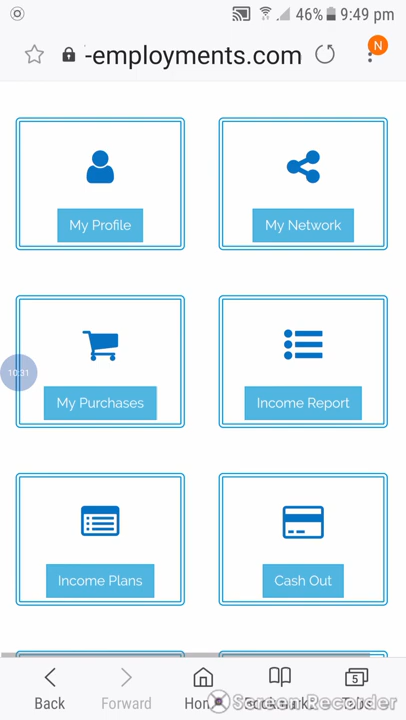 46% 9:49 pm
-employments.com
N
My Profile
My Network
10:31
My Purchases
Income Report
Income Plans
Cash Out
5
Back
Forward
Screen Recorder